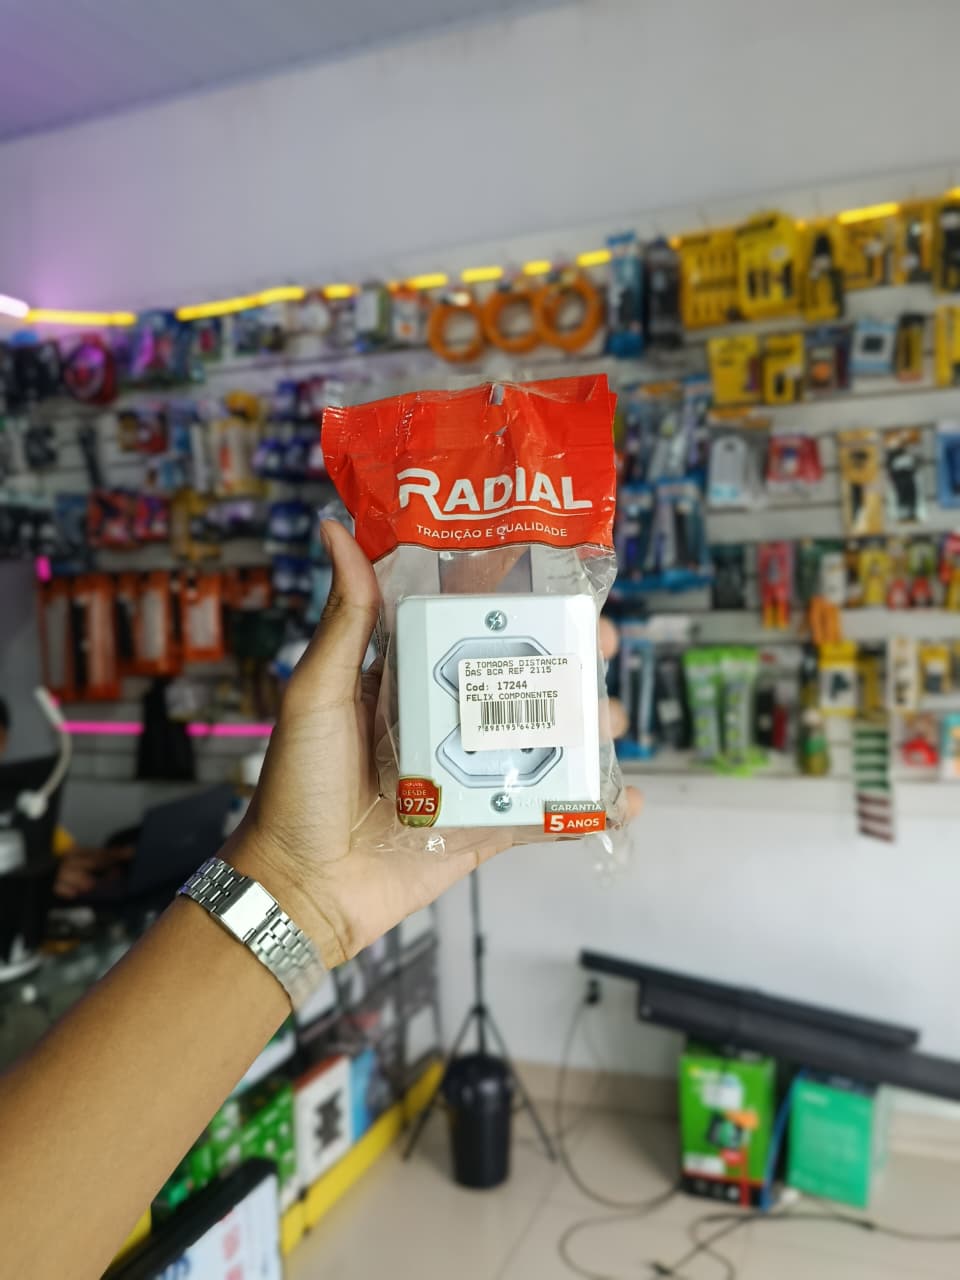 RADIAL
TRADIÇÃO E QUALIDADE
2 TOMADAS DISTANCIA
DAS BCA REF 2115
Cod: 17244
FELIX COMPONENTES
7898195642913
DESDE
1975
GARANTIA
5 ANOS